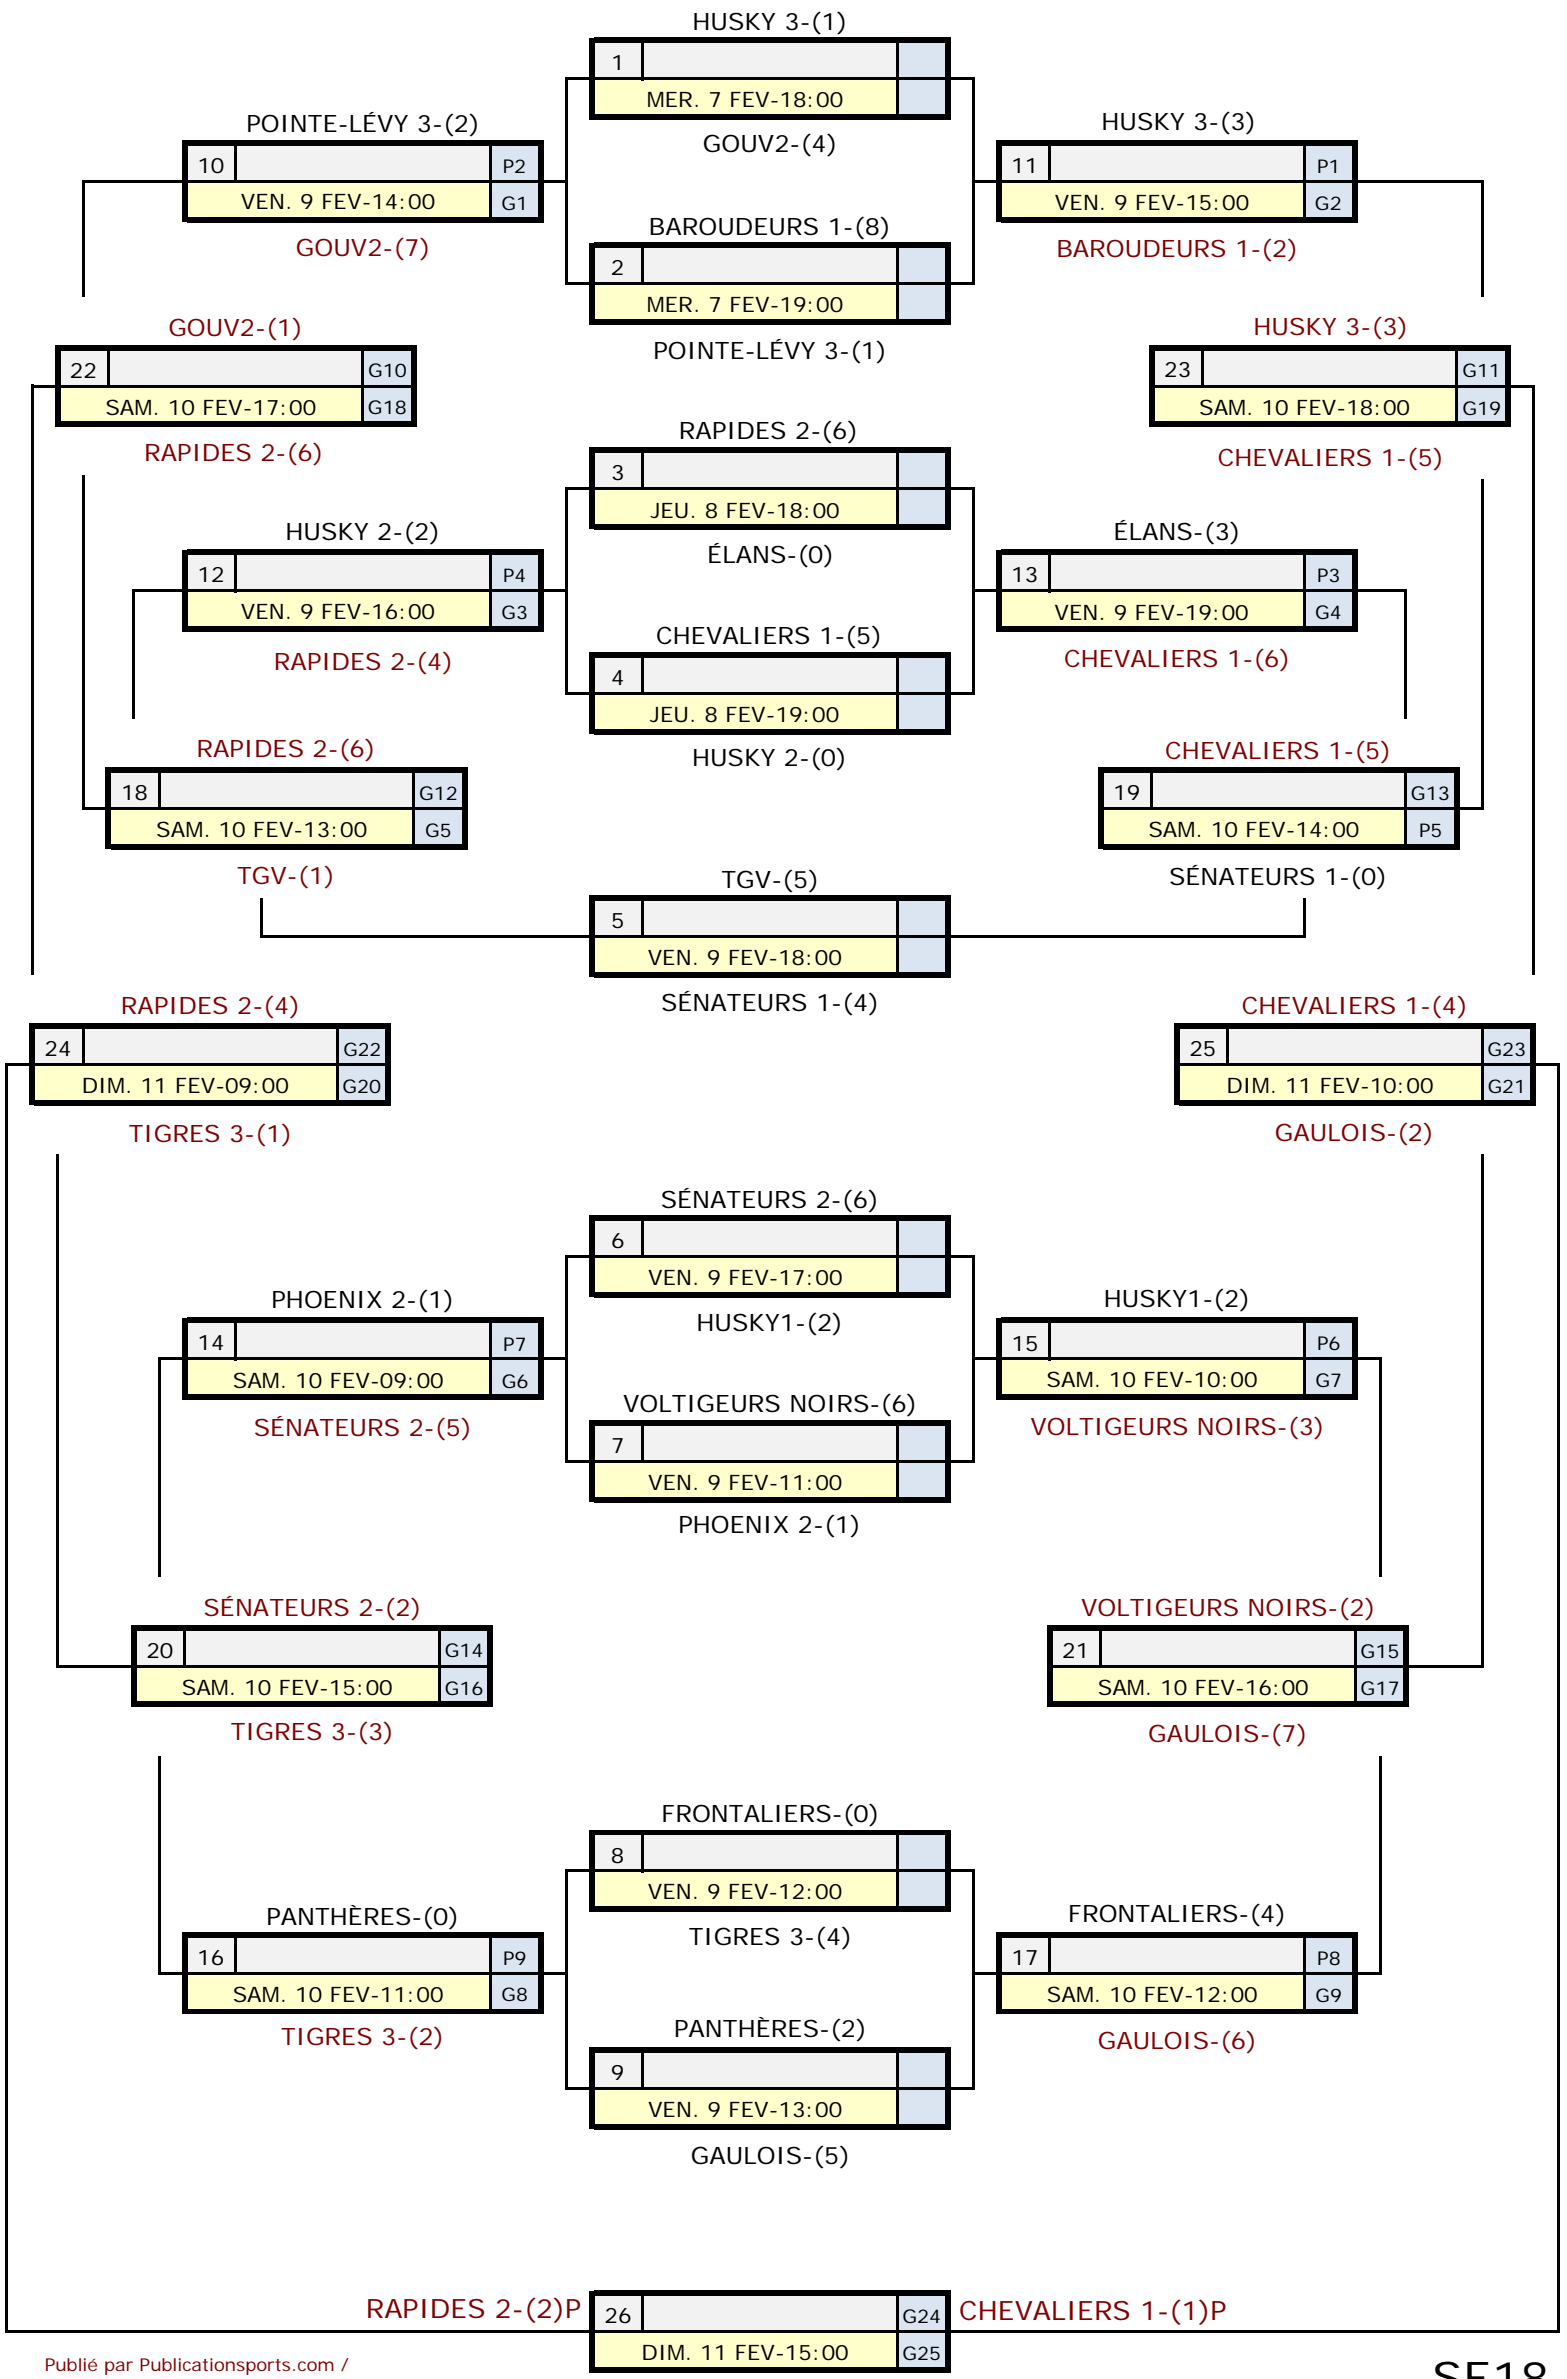 HUSKY 3-(1)
1
MER. 7 FEV-18:00
GOUV2-(4)
POINTE-LÉVY 3-(2)
10 P2
VEN. 9 FEV-14:00 G1
GOUV2-(7)
HUSKY 3-(3)
11 P1
VEN. 9 FEV-15:00 G2
BAROUDEURS 1-(2)
BAROUDEURS 1-(8)
2
MER. 7 FEV-19:00
POINTE-LÉVY 3-(1)
GOUV2-(1)
22 G10
SAM. 10 FEV-17:00 G18
RAPIDES 2-(6)
HUSKY 3-(3)
23 G11
SAM. 10 FEV-18:00 G19
CHEVALIERS 1-(5)
RAPIDES 2-(6)
3
JEU. 8 FEV-18:00
ÉLANS-(0)
HUSKY 2-(2)
12 P4
VEN. 9 FEV-16:00 G3
RAPIDES 2-(4)
ÉLANS-(3)
13 P3
VEN. 9 FEV-19:00 G4
CHEVALIERS 1-(6)
CHEVALIERS 1-(5)
4
JEU. 8 FEV-19:00
HUSKY 2-(0)
RAPIDES 2-(6)
18 G12
SAM. 10 FEV-13:00 G5
TGV-(1)
CHEVALIERS 1-(5)
19 G13
SAM. 10 FEV-14:00 P5
SÉNATEURS 1-(0)
TGV-(5)
5
VEN. 9 FEV-18:00
SÉNATEURS 1-(4)
RAPIDES 2-(4)
24 G22
DIM. 11 FEV-09:00 G20
TIGRES 3-(1)
CHEVALIERS 1-(4)
25 G23
DIM. 11 FEV-10:00 G21
GAULOIS-(2)
SÉNATEURS 2-(6)
6
VEN. 9 FEV-17:00
HUSKY1-(2)
PHOENIX 2-(1)
14 P7
SAM. 10 FEV-09:00 G6
SÉNATEURS 2-(5)
HUSKY1-(2)
15 P6
SAM. 10 FEV-10:00 G7
VOLTIGEURS NOIRS-(3)
VOLTIGEURS NOIRS-(6)
7
VEN. 9 FEV-11:00
PHOENIX 2-(1)
SÉNATEURS 2-(2)
20 G14
SAM. 10 FEV-15:00 G16
TIGRES 3-(3)
VOLTIGEURS NOIRS-(2)
21 G15
SAM. 10 FEV-16:00 G17
GAULOIS-(7)
FRONTALIERS-(0)
8
VEN. 9 FEV-12:00
TIGRES 3-(4)
PANTHÈRES-(0)
16 P9
SAM. 10 FEV-11:00 G8
TIGRES 3-(2)
FRONTALIERS-(4)
17 P8
SAM. 10 FEV-12:00 G9
GAULOIS-(6)
PANTHÈRES-(2)
9
VEN. 9 FEV-13:00
GAULOIS-(5)
RAPIDES 2-(2)P 26 G24 CHEVALIERS 1-(1)P
DIM. 11 FEV-15:00 G25
Publié par Publicationsports.com /
SF18